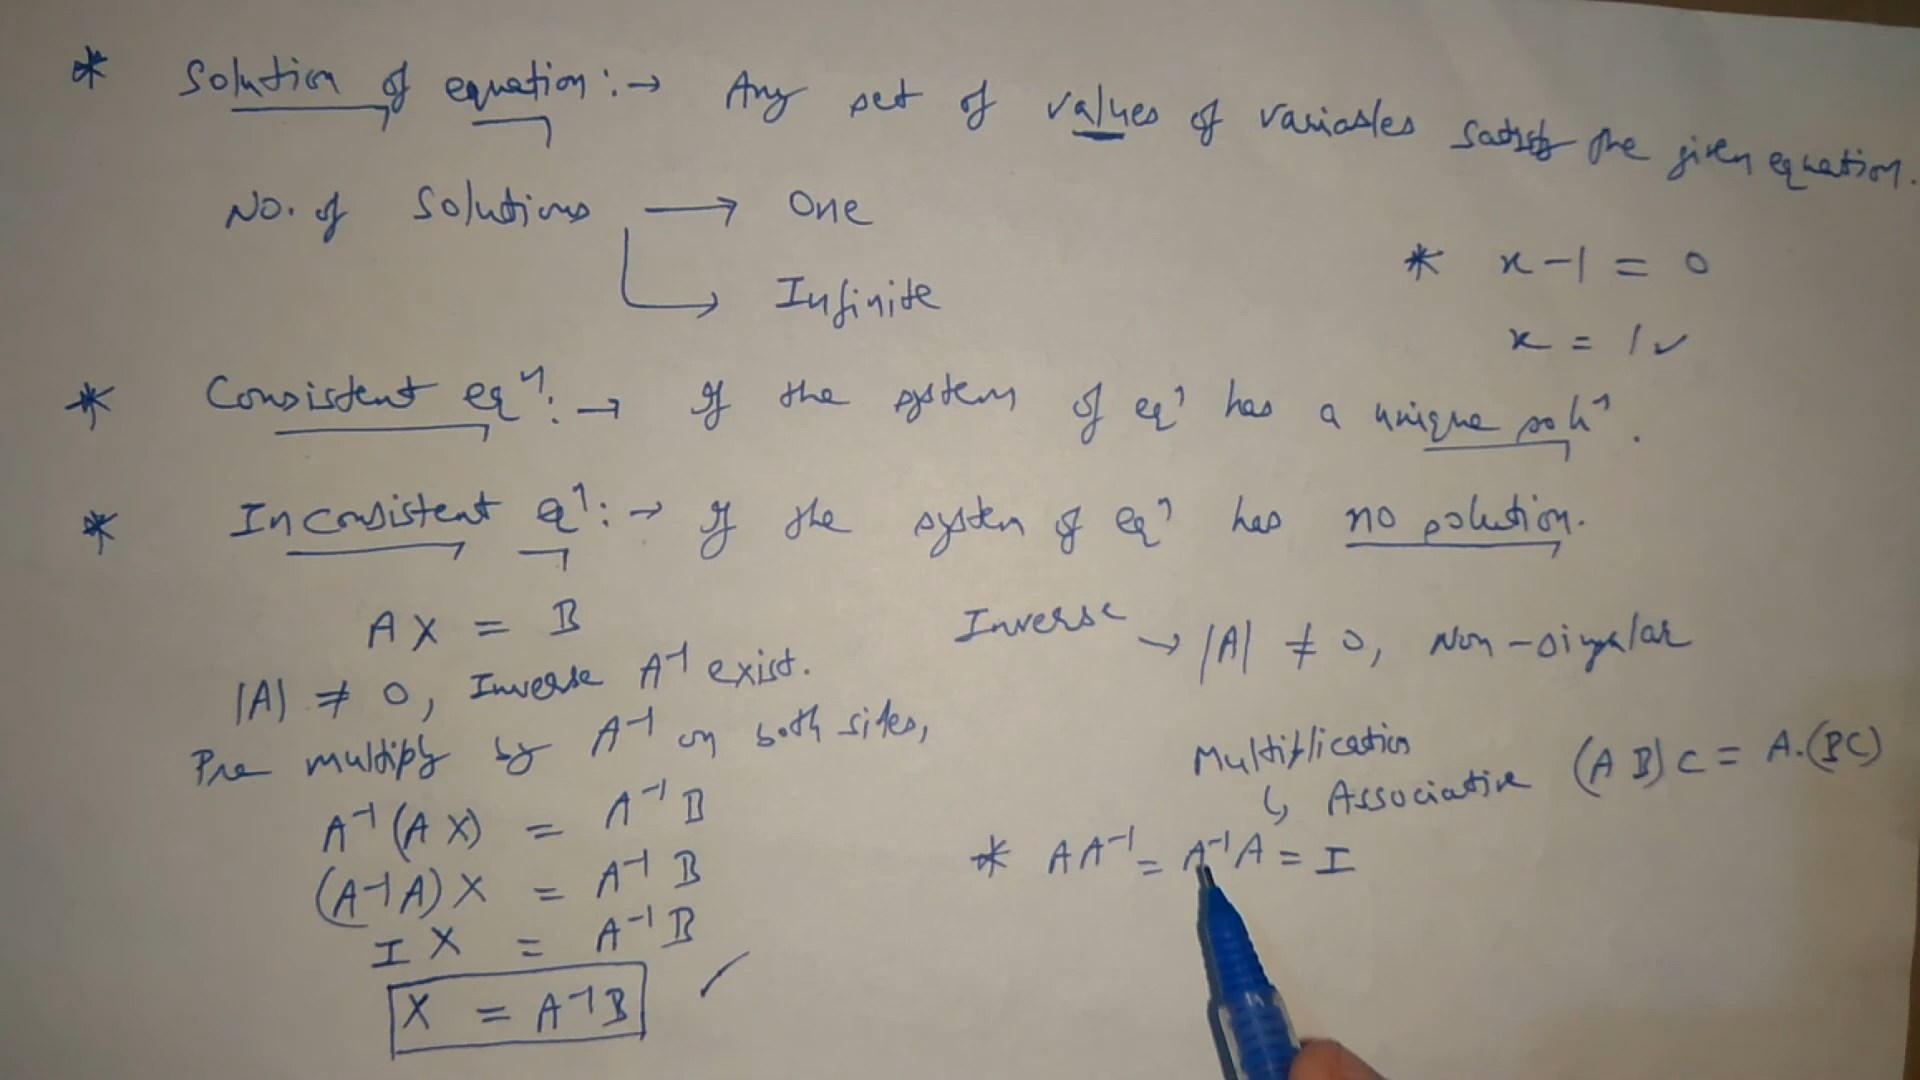 * Solution of equation :→ Any set of values of variables satisfy the given equation.
No. of Solutions → One
Infinite
* x-1 = 0
x = 1 ✓
* Consistent eqⁿ: → If the system of eqⁿ has a unique solⁿ.
* Inconsistent eqⁿ: → If the system of eqⁿ has no solution.
AX = B
|A| ≠ 0, Inverse A⁻¹ exist.
Pre multiply by A⁻¹ on both sides,
A⁻¹(AX) = A⁻¹B
(A⁻¹A)X = A⁻¹B
IX = A⁻¹B
X = A⁻¹B ✓
Inverse → |A| ≠ 0, Non-singular
Multiplication
↳ Associative (AB)C = A.(BC)
* AA⁻¹ = A⁻¹A = I